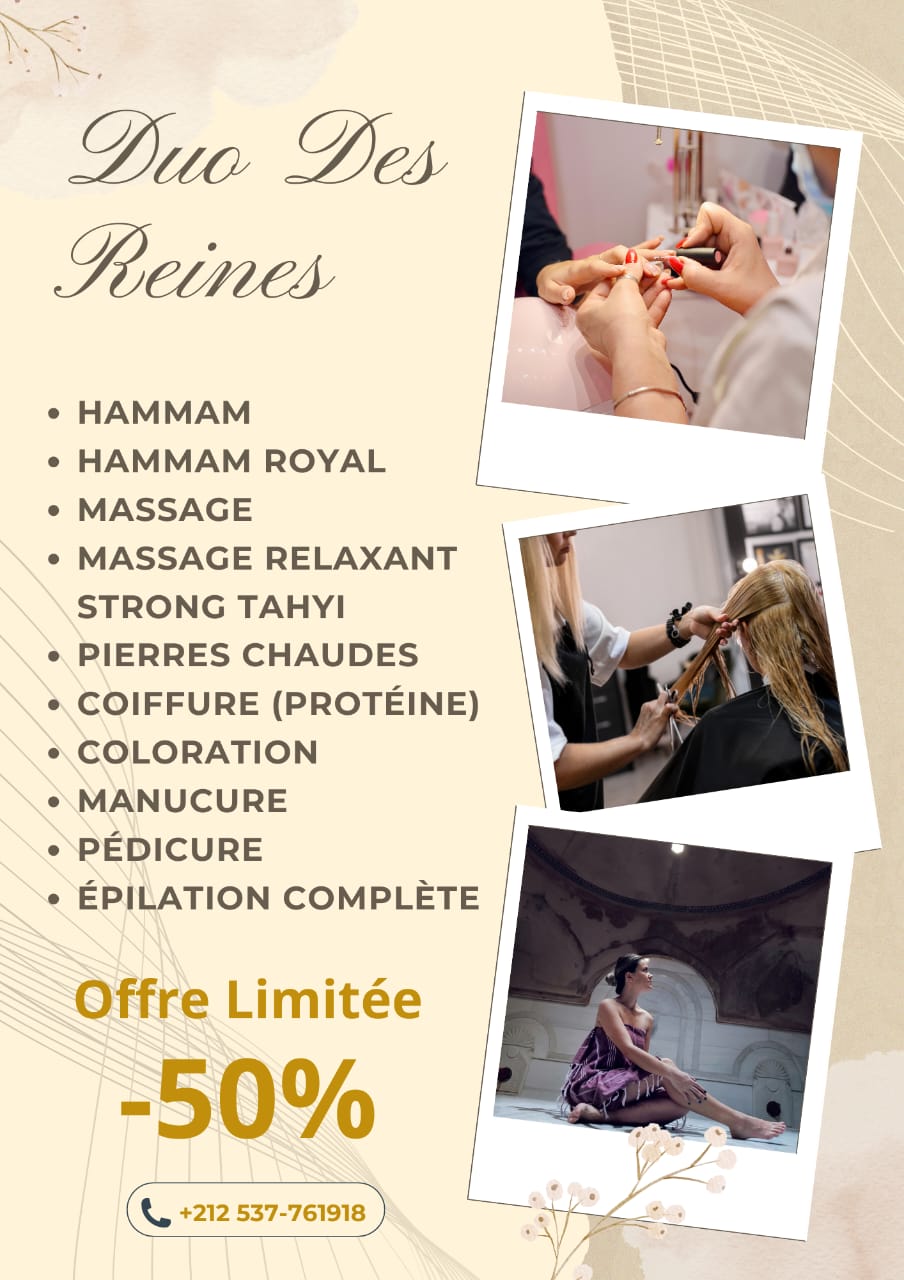 Duo Des
Reines
HAMMAM
HAMMAM ROYAL
MASSAGE
MASSAGE RELAXANT
STRONG TAHYI
PIERRES CHAUDES
COIFFURE (PROTÉINE)
COLORATION
MANUCURE
PÉDICURE
ÉPILATION COMPLÈTE
Offre Limitée
-50%
+212 537-761918